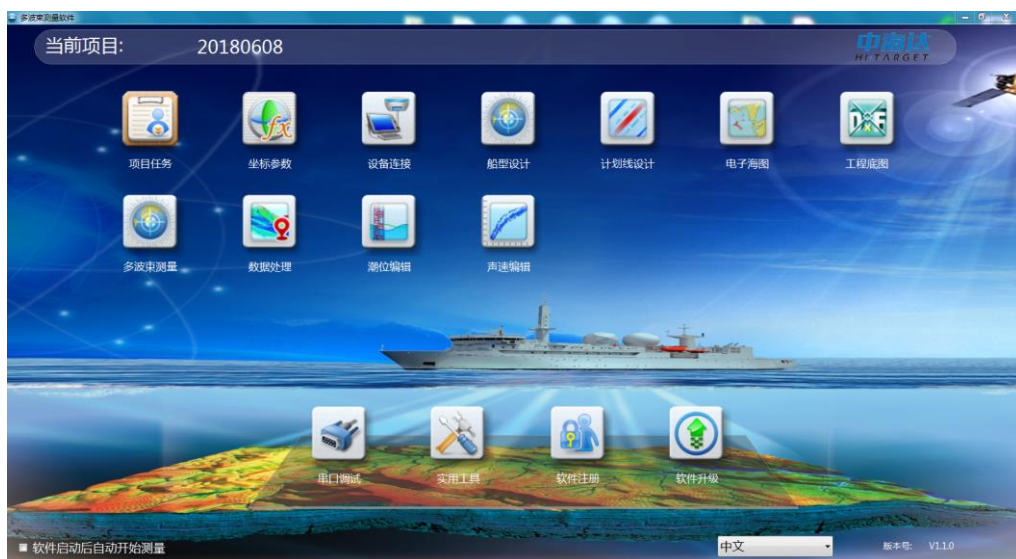 多波束测量软件
当前项目: 20180608
中海达
HI TARGET
项目任务 坐标参数 设备连接 船型设计 计划线设计 电子海图 工程底图
多波束测量 数据处理 潮位编辑 声速编辑
串口调试 实用工具 软件注册 软件升级
软件启动后自动开始测量 中文 版本号: V1.1.0